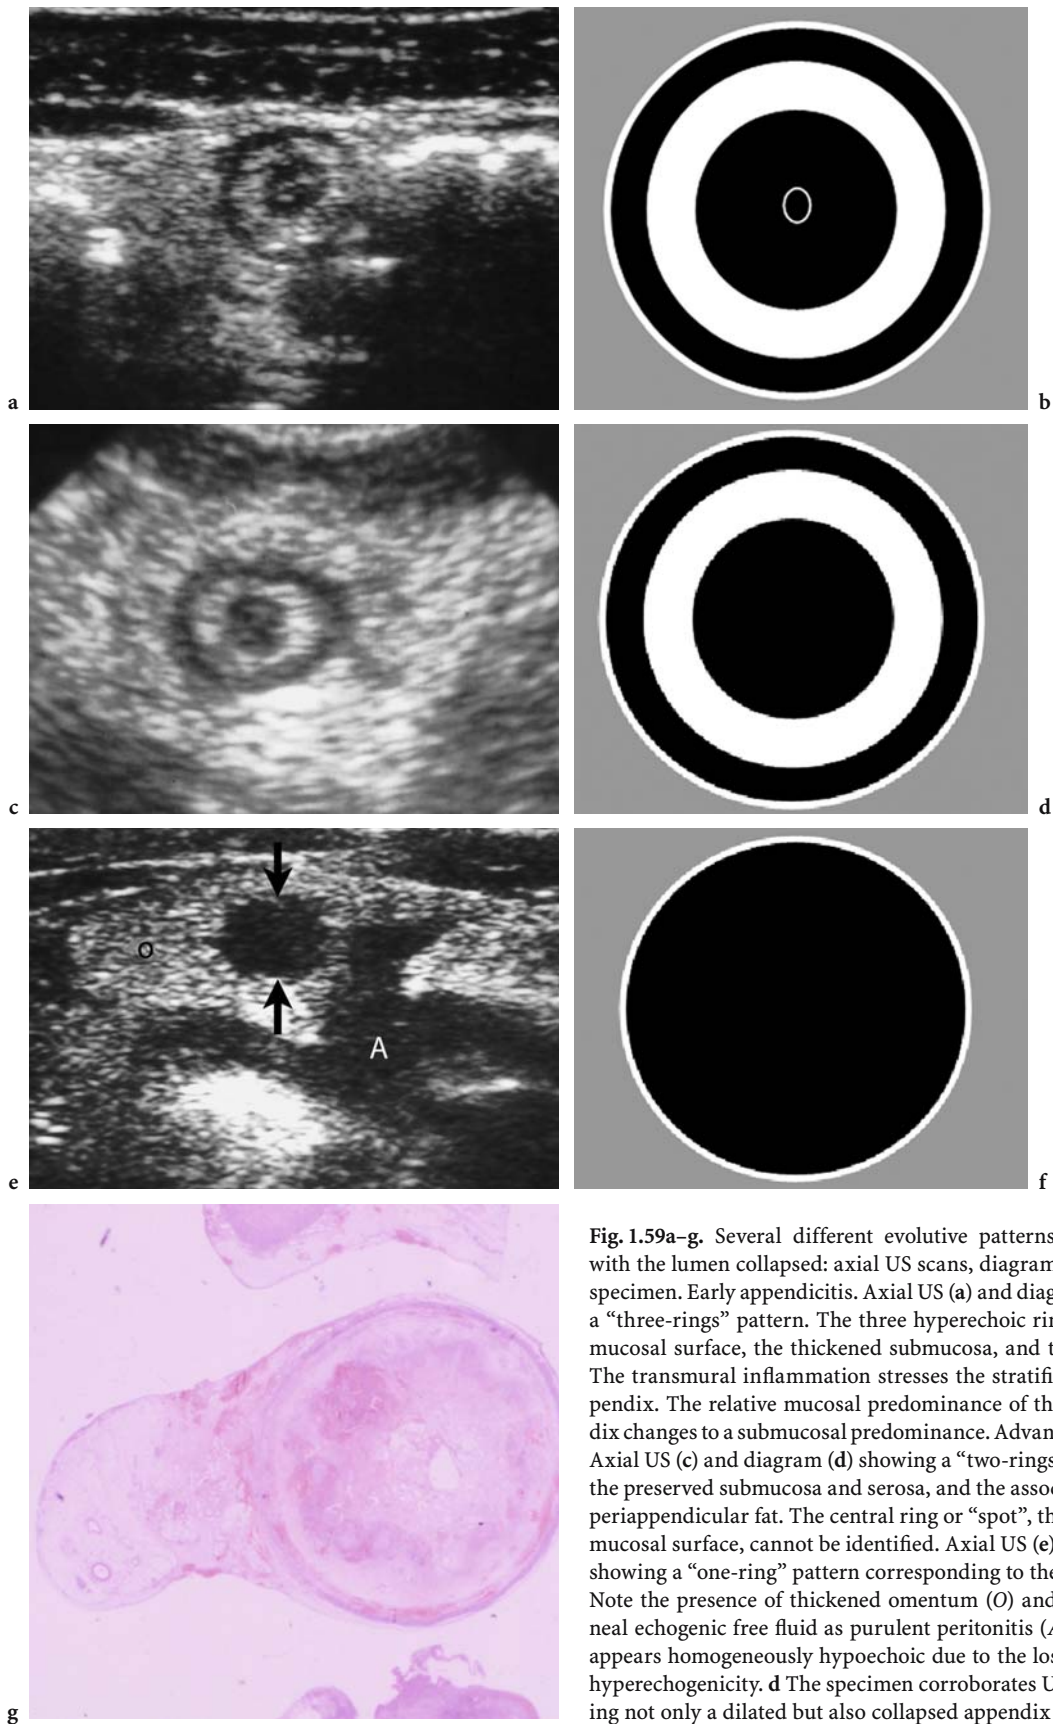 a
b
c
d
O
A
e
f
Fig. 1.59a–g. Several different evolutive patterns
with the lumen collapsed: axial US scans, diagram
specimen. Early appendicitis. Axial US (a) and diag
a “three-rings” pattern. The three hyperechoic rin
mucosal surface, the thickened submucosa, and t
The transmural inflammation stresses the stratifi
pendix. The relative mucosal predominance of th
dix changes to a submucosal predominance. Advan
Axial US (c) and diagram (d) showing a “two-rings
the preserved submucosa and serosa, and the assoc
periappendicular fat. The central ring or “spot”, th
mucosal surface, cannot be identified. Axial US (e)
showing a “one-ring” pattern corresponding to the
Note the presence of thickened omentum (O) and
neal echogenic free fluid as purulent peritonitis (A
appears homogeneously hypoechoic due to the los
hyperechogenicity. d The specimen corroborates U
ing not only a dilated but also collapsed appendix
g